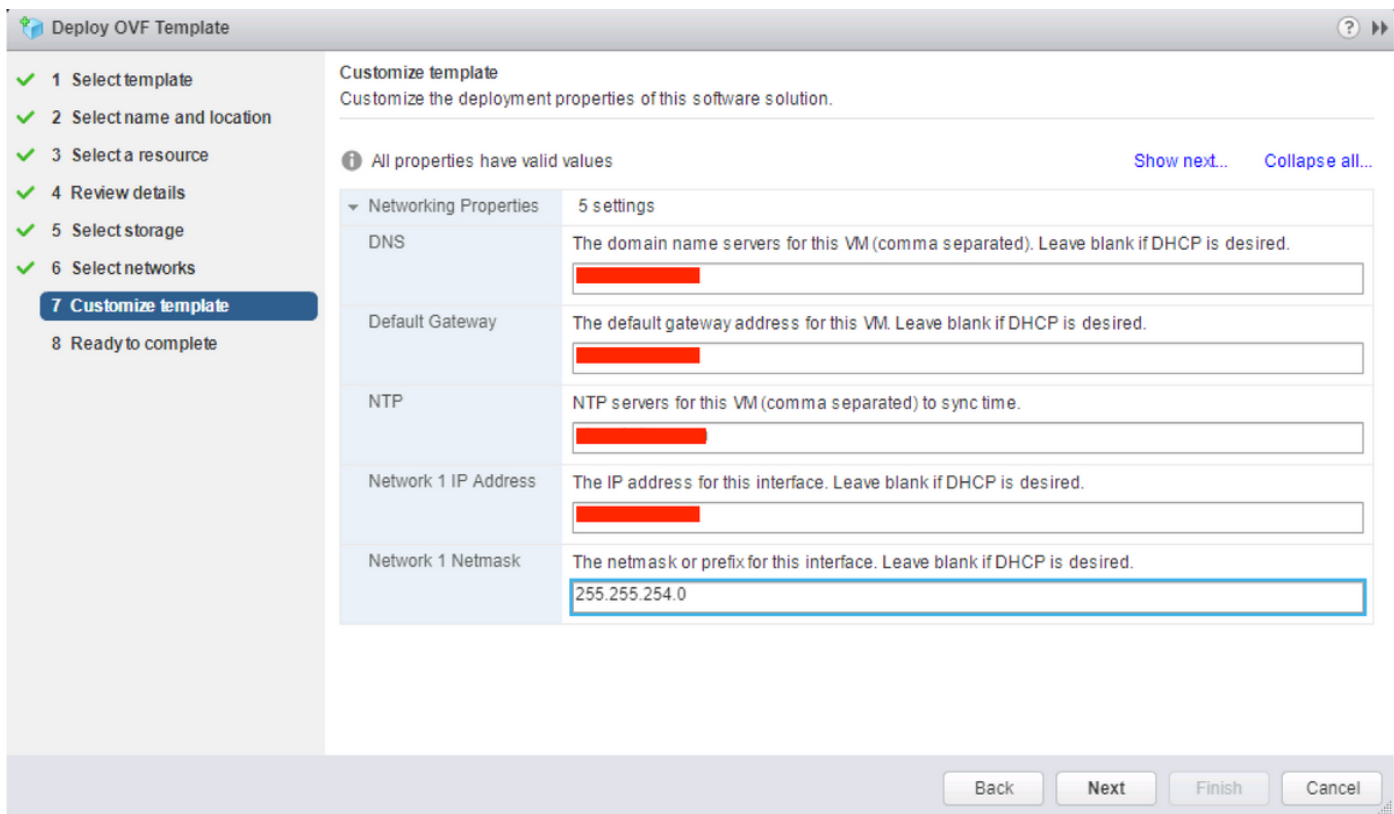 Deploy OVF Template
1 Select template
2 Select name and location
3 Select a resource
4 Review details
5 Select storage
6 Select networks
7 Customize template
8 Ready to complete
Customize template
Customize the deployment properties of this software solution.
All properties have valid values
Show next...
Collapse all...
Networking Properties
5 settings
DNS
The domain name servers for this VM (comma separated). Leave blank if DHCP is desired.
Default Gateway
The default gateway address for this VM. Leave blank if DHCP is desired.
NTP
NTP servers for this VM (comma separated) to sync time.
Network 1 IP Address
The IP address for this interface. Leave blank if DHCP is desired.
Network 1 Netmask
The netmask or prefix for this interface. Leave blank if DHCP is desired.
255.255.254.0
Back
Next
Finish
Cancel